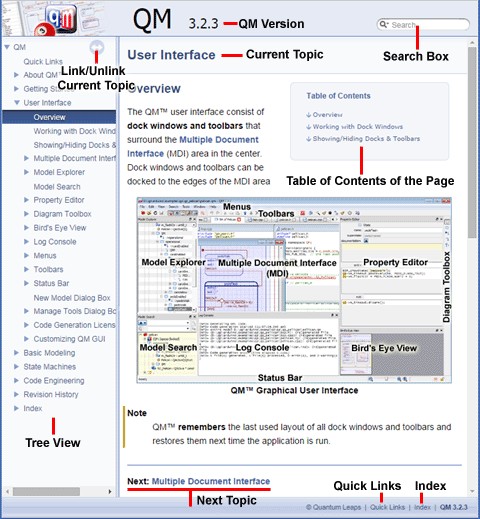 QM 3.2.3 QM Version
Search
Search Box
QM
Link/Unlink
Current Topic
Quick Links
About QM™
Getting Star
User Interface
Overview
Working with Dock Wind
Showing/Hiding Docks &
Multiple Document Interf
Model Explorer
Model Search
Property Editor
Diagram Toolbox
Bird's Eye View
Log Console
Menus
Toolbars
Status Bar
New Model Dialog Box
Manage Tools Dialog Bo
Code Generation Licens
Customizing QM GUI
Basic Modeling
State Machines
Code Engineering
Revision History
Index
Tree View
User Interface Current Topic
Overview
The QM™ user interface consist of
dock windows and toolbars that
surround the Multiple Document
Interface (MDI) area in the center.
Dock windows and toolbars can be
docked to the edges of the MDI area
Table of Contents
↓ Overview
↓ Working with Dock Windows
↓ Showing/Hiding Docks & Toolbars
Table of Contents of the Page
Menus
Toolbars
Model Explorer
Multiple Document Interface
(MDI)
Property Editor
Diagram Toolbox
Model Search
Log Console
Bird's Eye View
Status Bar
QM™ Graphical User Interface
Note
QM™ remembers the last used layout of all dock windows and toolbars and
restores them next time the application is run.
Next: Multiple Document Interface
Next Topic
Quick Links
Index
© Quantum Leaps | Quick Links | Index | QM 3.2.3